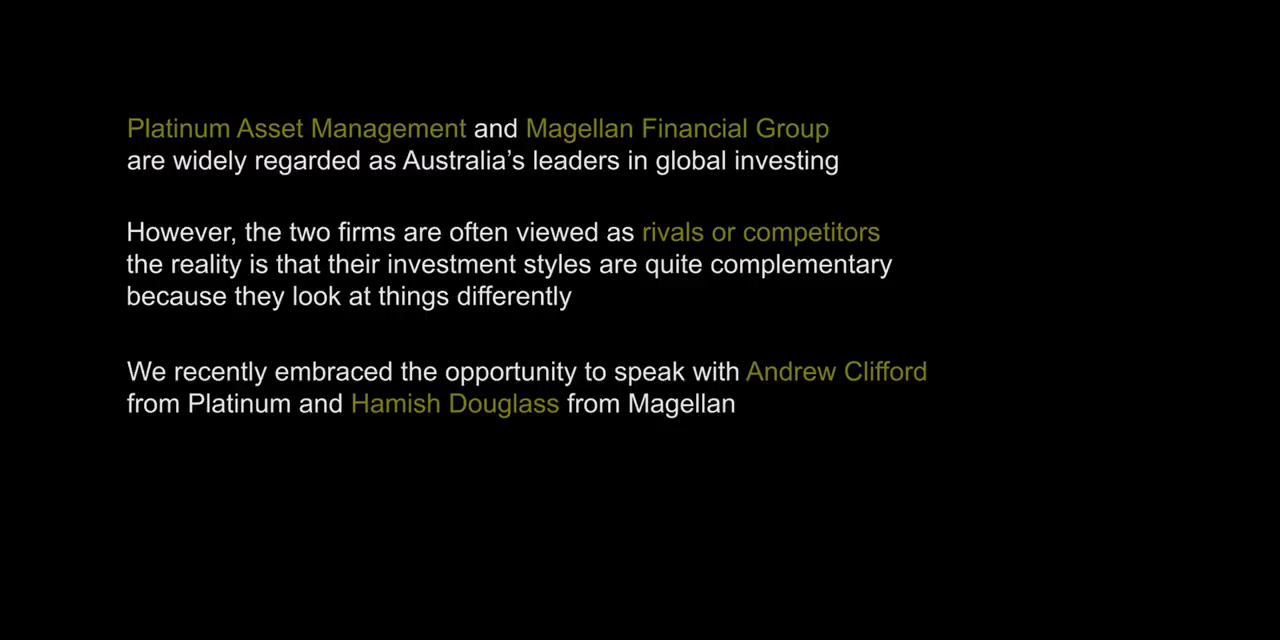 Platinum Asset Management and Magellan Financial Group
are widely regarded as Australia’s leaders in global investing
However, the two firms are often viewed as rivals or competitors
the reality is that their investment styles are quite complementary
because they look at things differently
We recently embraced the opportunity to speak with Andrew Clifford
from Platinum and Hamish Douglass from Magellan